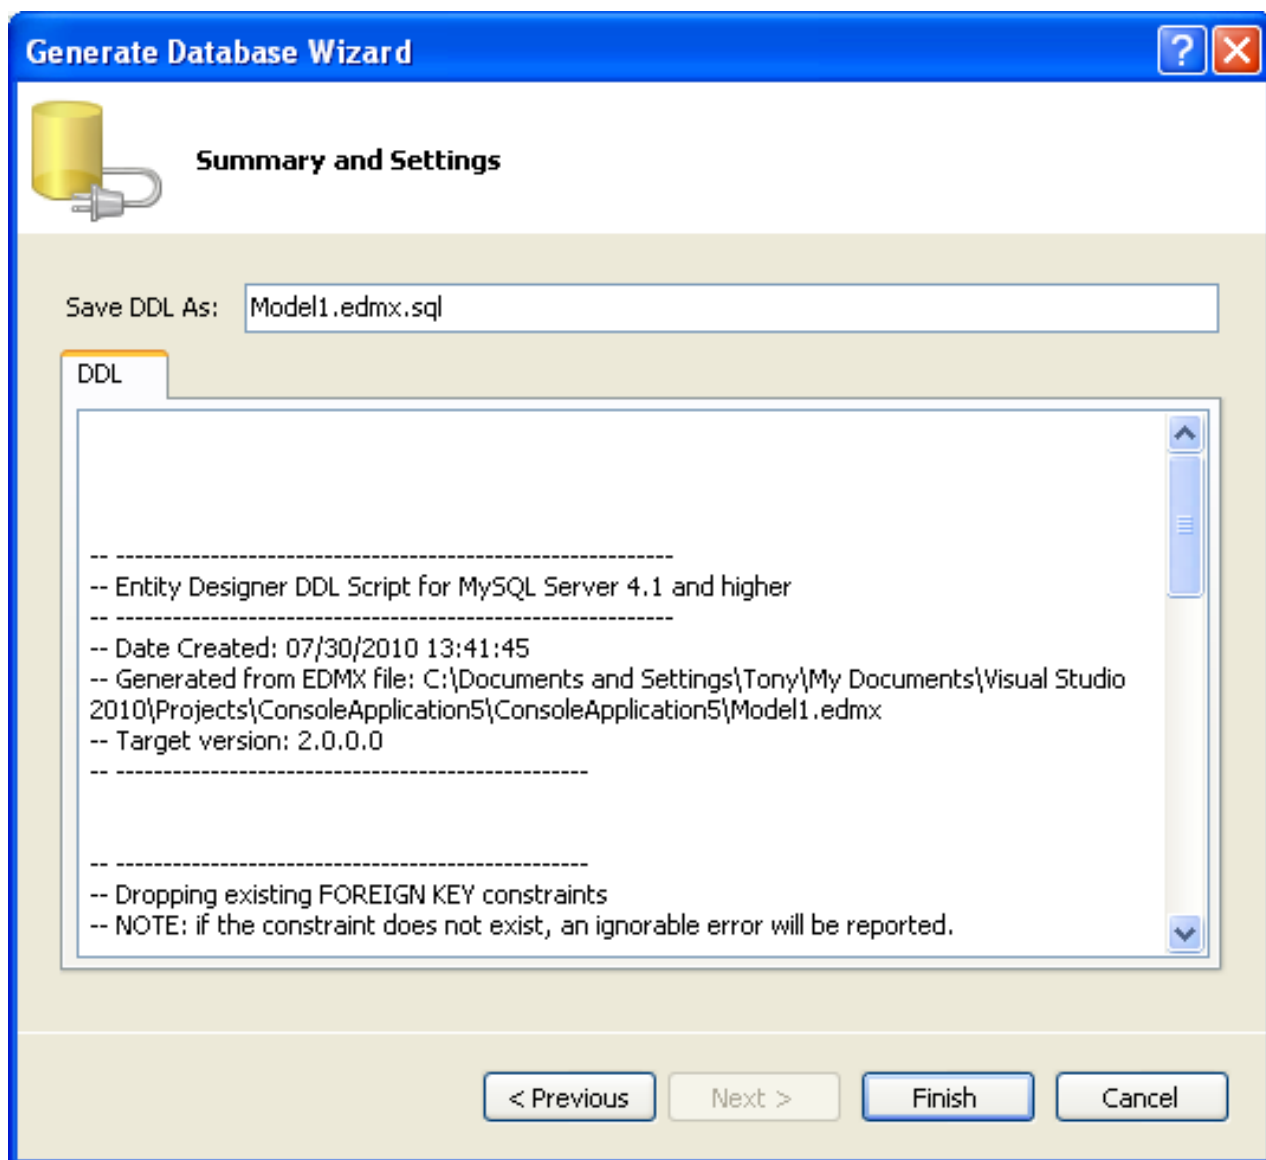 Generate Database Wizard
Summary and Settings
Save DDL As: Model1.edmx.sql
DDL
-- -----------------------------------------------------------
-- Entity Designer DDL Script for MySQL Server 4.1 and higher
-- -----------------------------------------------------------
-- Date Created: 07/30/2010 13:41:45
-- Generated from EDMX file: C:\Documents and Settings\Tony\My Documents\Visual Studio
2010\Projects\ConsoleApplication5\ConsoleApplication5\Model1.edmx
-- Target version: 2.0.0.0
-- --------------------------------------------------
-- --------------------------------------------------
-- Dropping existing FOREIGN KEY constraints
-- NOTE: if the constraint does not exist, an ignorable error will be reported.
< Previous Next > Finish Cancel